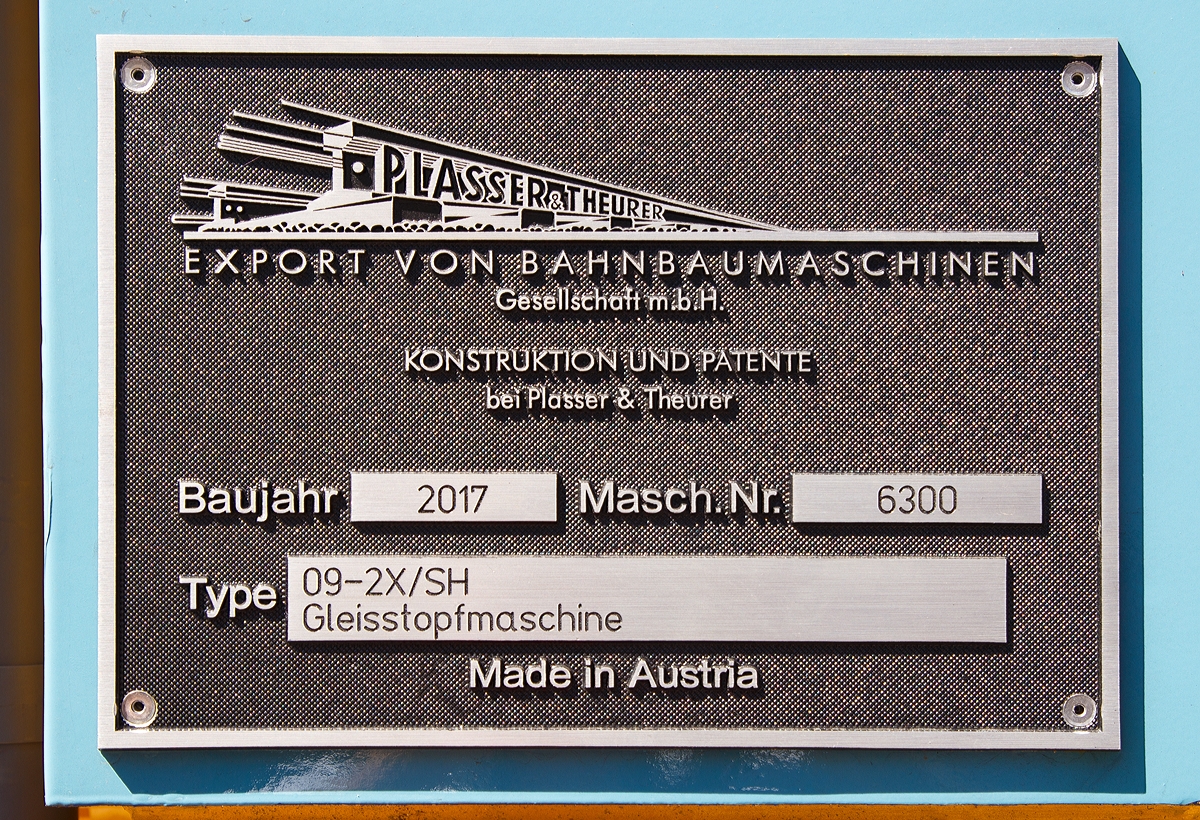 PLASSER & THEURER
EXPORT VON BAHNBAUMASCHINEN
Gesellschaft m.b.H.
KONSTRUKTION UND PATENTE
bei Plasser & Theurer
Baujahr 2017 Masch.Nr. 6300
Type 09-2X/SH
Gleisstopfmaschine
Made in Austria